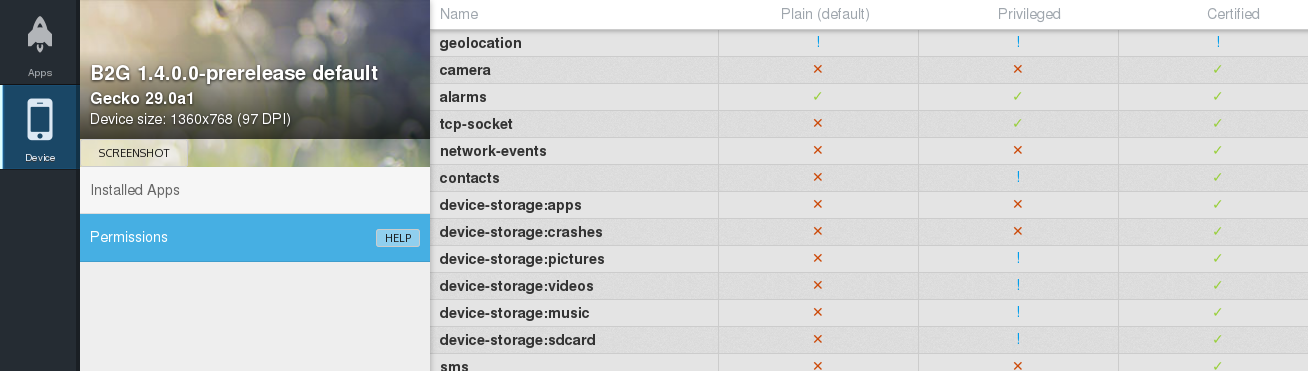 Apps
Device
B2G 1.4.0.0-prerelease default
Gecko 29.0a1
Device size: 1360x768 (97 DPI)
SCREENSHOT
Installed Apps
Permissions HELP
Name Plain (default) Privileged Certified
geolocation ! ! !
camera ✕ ✕ ✓
alarms ✓ ✓ ✓
tcp-socket ✕ ✓ ✓
network-events ✕ ✕ ✓
contacts ✕ ! ✓
device-storage:apps ✕ ✕ ✓
device-storage:crashes ✕ ✕ ✓
device-storage:pictures ✕ ! ✓
device-storage:videos ✕ ! ✓
device-storage:music ✕ ! ✓
device-storage:sdcard ✕ ! ✓
sms ✕ ✕ ✓